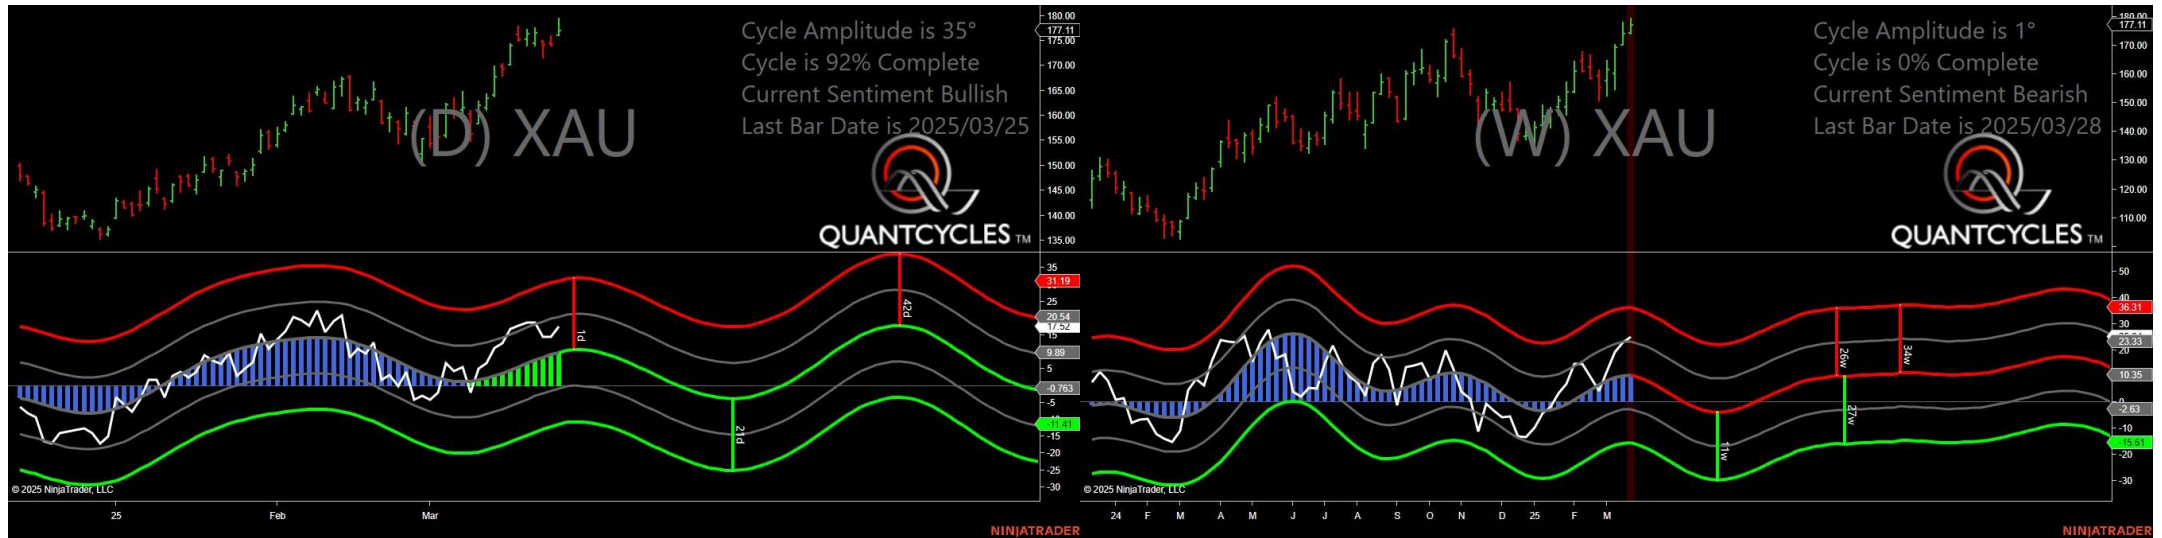 Cycle Amplitude is 35°
Cycle is 92% Complete
Current Sentiment Bullish
Last Bar Date is 2025/03/25
(D) XAU
QUANTCYCLES TM
180.00
177.11
175.00
170.00
165.00
160.00
155.00
150.00
145.00
140.00
135.00
35
31.19
25
20.54
17.52
15
9.89
5
-0.763
-5
-11.41
-15
-20
-25
-30
1d
21d
42d
© 2025 NinjaTrader, LLC
25 Feb Mar
NINJATRADER
Cycle Amplitude is 1°
Cycle is 0% Complete
Current Sentiment Bearish
Last Bar Date is 2025/03/28
(W) XAU
QUANTCYCLES TM
180.00
177.11
170.00
160.00
150.00
140.00
130.00
120.00
110.00
50
40
36.31
30
23.33
20
10.35
0
-2.63
-10
-15.61
-20
-30
11w
26w
27w
34w
© 2025 NinjaTrader, LLC
24 F M A M J J A S O N D 25 F M
NINJATRADER